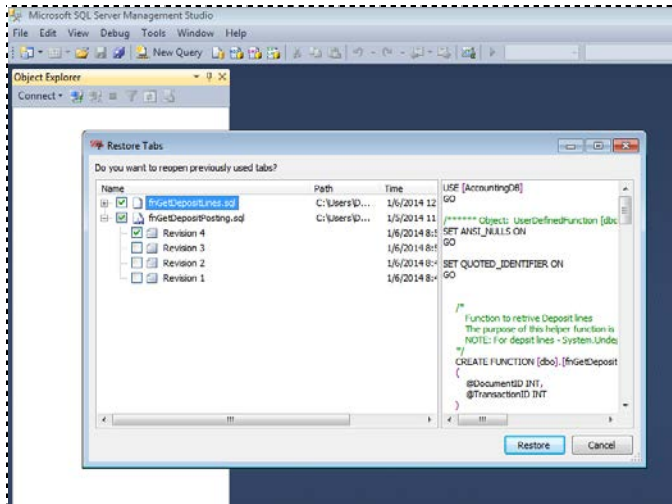 Microsoft SQL Server Management Studio
File Edit View Debug Tools Window Help
New Query
Object Explorer
Connect
Restore Tabs
Do you want to reopen previously used tabs?
Name Path Time
fnGetDepositLines.sql C:\Users\D... 1/6/2014 12
fnGetDepositPosting.sql C:\Users\D... 1/5/2014 11
Revision 4 1/6/2014 8:5
Revision 3 1/6/2014 8:5
Revision 2 1/6/2014 8:4
Revision 1 1/6/2014 8:4
USE [AccountingDB]
GO
/****** Object: UserDefinedFunction [dbo
SET ANSI_NULLS ON
GO
SET QUOTED_IDENTIFIER ON
GO
/*
Function to retrive Deposit lines
The purpose of this helper function is
NOTE: For depsit lines - System.Undep
*/
CREATE FUNCTION [dbo].[fnGetDeposit
(
@DocumentID INT,
@TransactionID INT
)
Restore Cancel